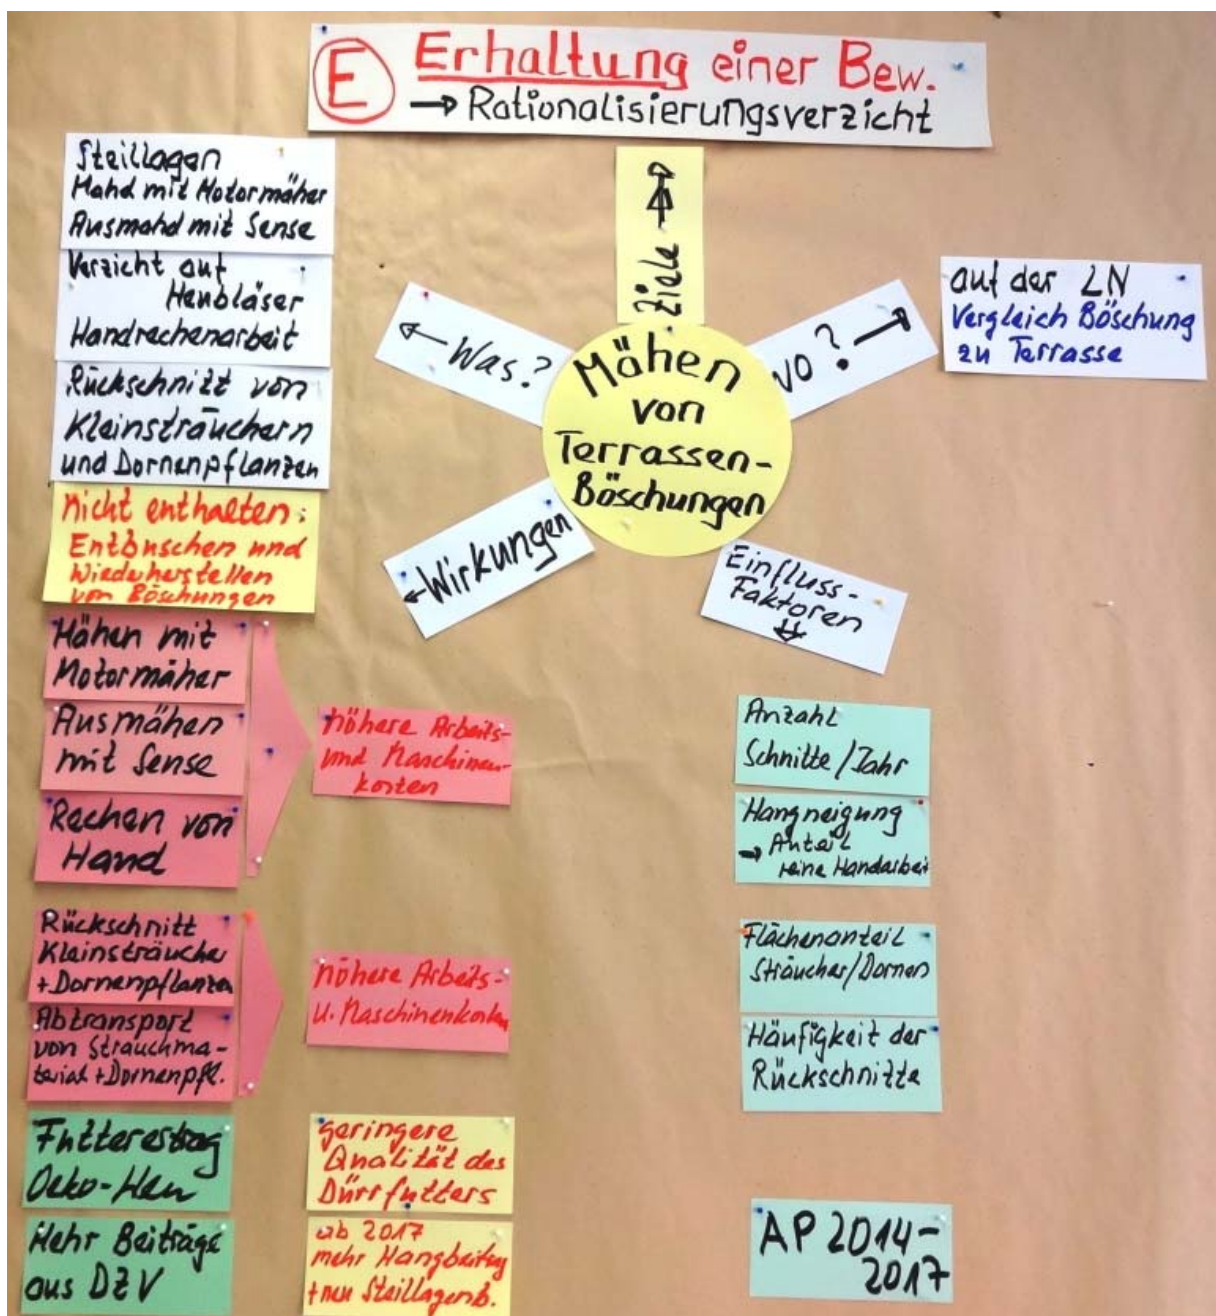 E Erhaltung einer Bew.
→ Rationalisierungsverzicht
Steillagen
Mahd mit Motormäher
Ausmahd mit Sense
Verzicht auf
Heubläser
Handrechenarbeit
Rückschnitt von
Kleinsträuchern
und Dornenpflanzen
nicht enthalten:
Entbuschen und
Wiederherstellen
von Böschungen
Ziele →
← Was?
Wo? →
auf der LN
Vergleich Böschung
zu Terrasse
Mähen
von
Terrassen-
Böschungen
← Wirkungen
Einfluss-
Faktoren
↓
Mähen mit
Motormäher
Ausmähen
mit Sense
Rechen von
Hand
höhere Arbeits-
und Maschinen-
kosten
Anzahl
Schnitte/Jahr
Hangneigung
→ Anteil
reine Handarbeit
Rückschnitt
Kleinsträucher
+ Dornenpflanzen
Abtransport
von Strauchma-
terial + Dornenpfl.
höhere Arbeits-
u. Maschinenkosten
Flächenanteil
Sträucher/Dornen
Häufigkeit der
Rückschnitte
Futterertrag
Oeko-Heu
geringere
Qualität des
Dürrfutters
Mehr Beiträge
aus DZV
ab 2017
mehr Hangbeitrag
+ neu Steillagenb.
AP 2014-
2017